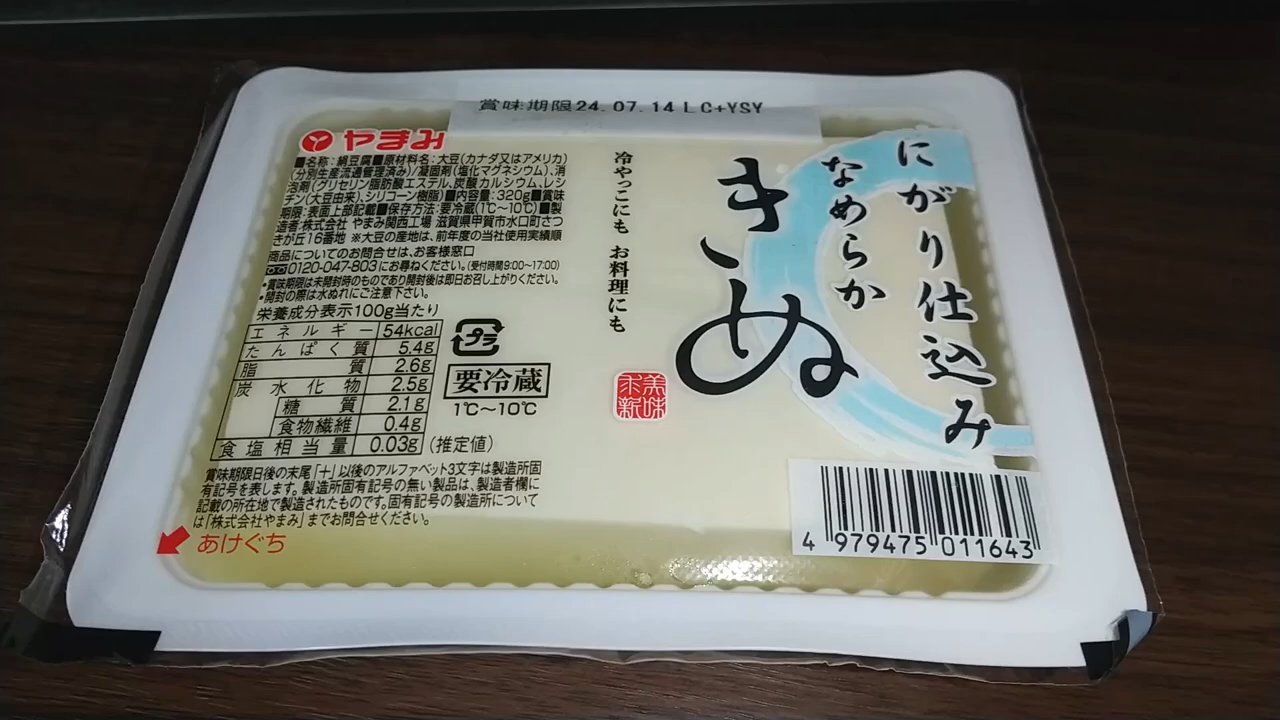 賞味期限24.07.14 LC+YSY
やまみ
■名称:絹豆腐■原材料名:大豆(カナダ又はアメリカ)
(分別生産流通管理済み)/凝固剤(塩化マグネシウム)、消
泡剤(グリセリン脂肪酸エステル、炭酸カルシウム、レシ
チン(大豆由来)、シリコーン樹脂)■内容量:320g■賞味
期限:表面上部記載■保存方法:要冷蔵(1℃~10℃)■製
造者:株式会社 やまみ関西工場 滋賀県甲賀市水口町さつ
きが丘16番地 ※大豆の産地は、前年度の当社使用実績順
商品についてのお問合せは、お客様窓口
0120-047-803にお尋ねください。(受付時間9:00~17:00)
・賞味期限は未開封時のものであり開封後は即日お召し上がりください。
・開封の際は水ぬれにご注意下さい。
栄養成分表示100g当たり
エネルギー 54kcal
たんぱく質 5.4g
脂質 2.6g
炭水化物 2.5g
糖質 2.1g
食物繊維 0.4g
食塩相当量 0.03g (推定値)
プラ
要冷蔵
1℃~10℃
賞味期限日後の末尾「+」以後のアルファベット3文字は製造所固
有記号を表します。製造所固有記号の無い製品は、製造者欄に
記載の所在地で製造されたものです。固有記号の製造所について
は「株式会社やまみ」までお問合せください。
あけぐち
にがり仕込み
なめらか
きぬ
冷やっこにも お料理にも
美味
不新
4 979475 011643